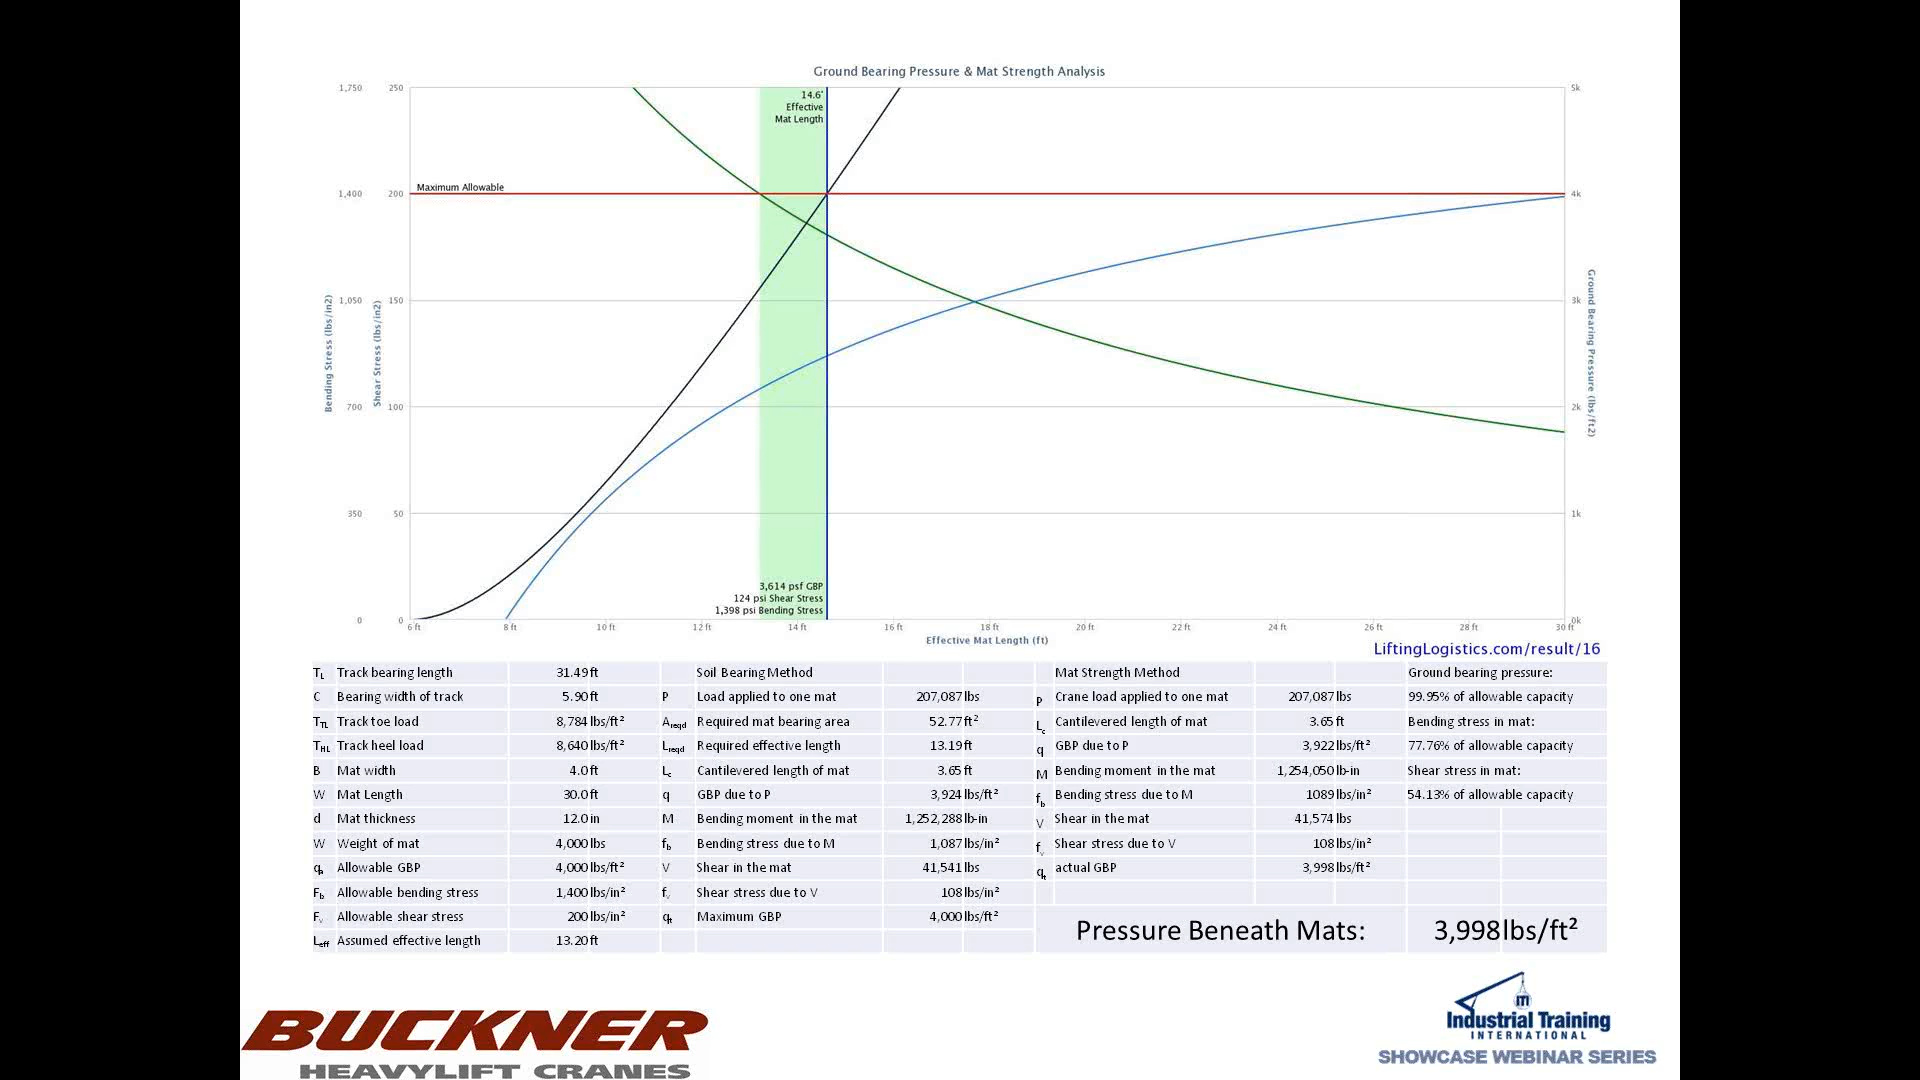 Ground Bearing Pressure & Mat Strength Analysis
1,750 250 5k
14.6'
Effective
Mat Length
Maximum Allowable
1,400 200 4k
1,050 150 3k
Bending Stress (lbs/in2)
Shear Stress (lbs/in2)
Ground Bearing Pressure (lbs/ft2)
700 100 2k
350 50 1k
3,614 psf GBP
124 psi Shear Stress
1,398 psi Bending Stress
0 0 0k
6 ft 8 ft 10 ft 12 ft 14 ft 16 ft 18 ft 20 ft 22 ft 24 ft 26 ft 28 ft 30 ft
Effective Mat Length (ft)
LiftingLogistics.com/result/16
TL Track bearing length 31.49 ft Soil Bearing Method Mat Strength Method Ground bearing pressure:
C Bearing width of track 5.90 ft P Load applied to one mat 207,087 lbs P Crane load applied to one mat 207,087 lbs 99.95% of allowable capacity
TTL Track toe load 8,784 lbs/ft² Areqd Required mat bearing area 52.77 ft² Lc Cantilevered length of mat 3.65 ft Bending stress in mat:
THL Track heel load 8,640 lbs/ft² Lreqd Required effective length 13.19 ft q GBP due to P 3,922 lbs/ft² 77.76% of allowable capacity
B Mat width 4.0 ft Lc Cantilevered length of mat 3.65 ft M Bending moment in the mat 1,254,050 lb-in Shear stress in mat:
W Mat Length 30.0 ft q GBP due to P 3,924 lbs/ft² fb Bending stress due to M 1089 lbs/in² 54.13% of allowable capacity
d Mat thickness 12.0 in M Bending moment in the mat 1,252,288 lb-in V Shear in the mat 41,574 lbs
W Weight of mat 4,000 lbs fb Bending stress due to M 1,087 lbs/in² fv Shear stress due to V 108 lbs/in²
qa Allowable GBP 4,000 lbs/ft² V Shear in the mat 41,541 lbs qt actual GBP 3,998 lbs/ft²
Fb Allowable bending stress 1,400 lbs/in² fv Shear stress due to V 108 lbs/in²
Fv Allowable shear stress 200 lbs/in² qt Maximum GBP 4,000 lbs/ft²
Leff Assumed effective length 13.20 ft
Pressure Beneath Mats: 3,998 lbs/ft²
BUCKNER
HEAVYLIFT CRANES
ITI
Industrial Training
INTERNATIONAL
SHOWCASE WEBINAR SERIES